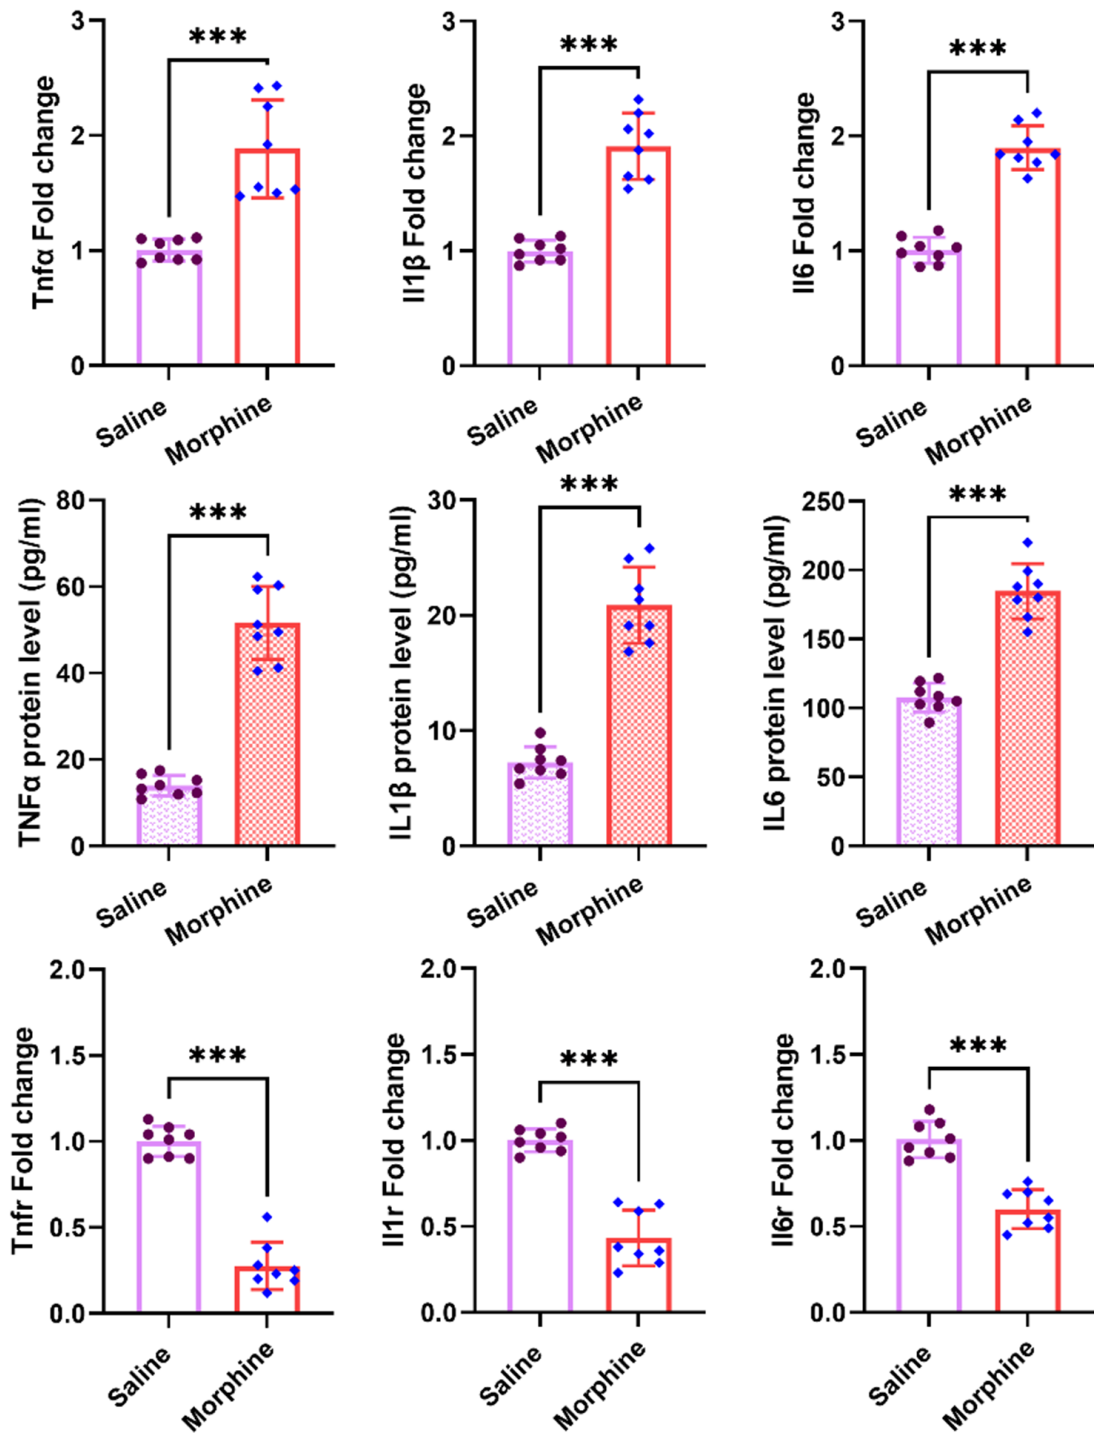 ***
Tnfα Fold change
3
2
1
0
Saline
Morphine
***
Il1β Fold change
3
2
1
0
Saline
Morphine
***
Il6 Fold change
3
2
1
0
Saline
Morphine
***
TNFα protein level (pg/ml)
80
60
40
20
0
Saline
Morphine
***
IL1β protein level (pg/ml)
30
20
10
0
Saline
Morphine
***
IL6 protein level (pg/ml)
250
200
150
100
50
0
Saline
Morphine
***
Tnfr Fold change
2.0
1.5
1.0
0.5
0.0
Saline
Morphine
***
Il1r Fold change
2.0
1.5
1.0
0.5
0.0
Saline
Morphine
***
Il6r Fold change
2.0
1.5
1.0
0.5
0.0
Saline
Morphine